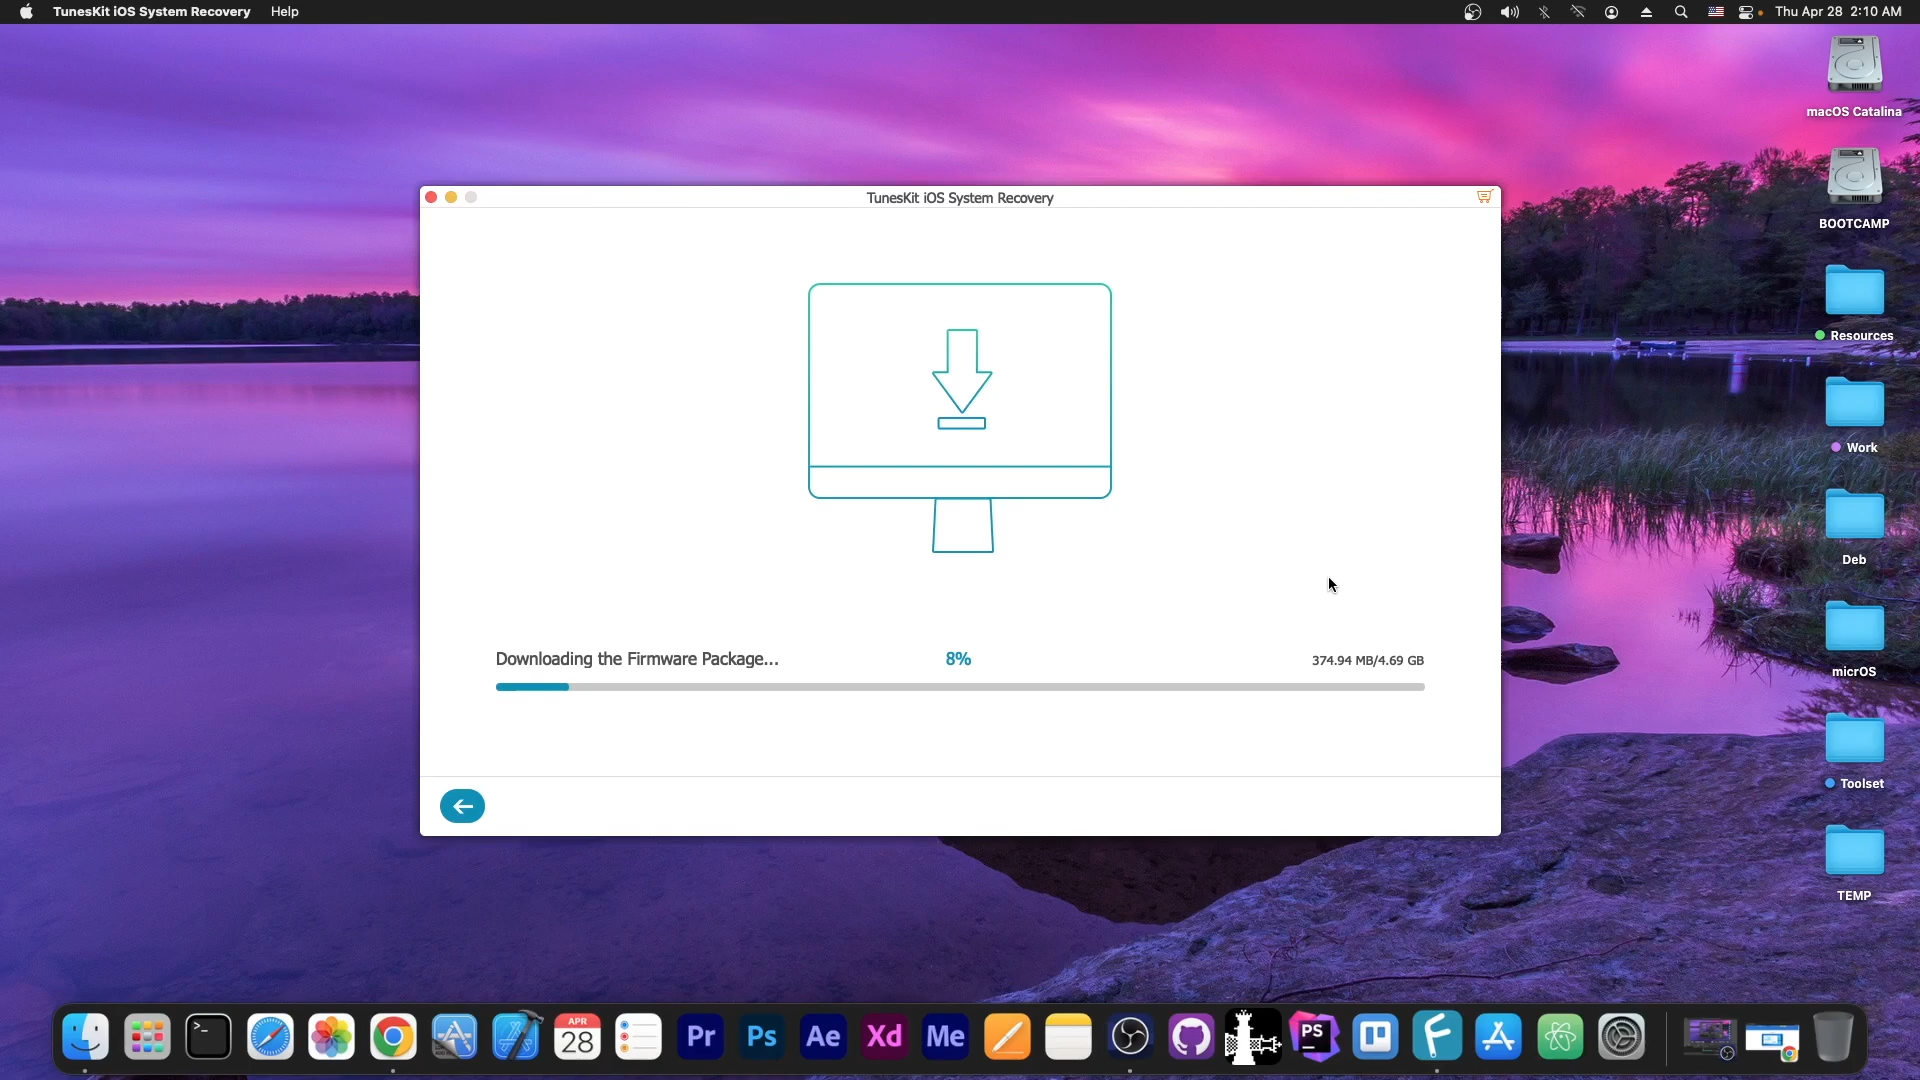 TunesKit iOS System Recovery Help
Thu Apr 28 2:10 AM
macOS Catalina
BOOTCAMP
Resources
Work
Deb
micrOS
Toolset
TEMP
TunesKit iOS System Recovery
Downloading the Firmware Package... 8% 374.94 MB/4.69 GB
>_
APR
28
Pr
Ps
Ae
Xd
Me
PS